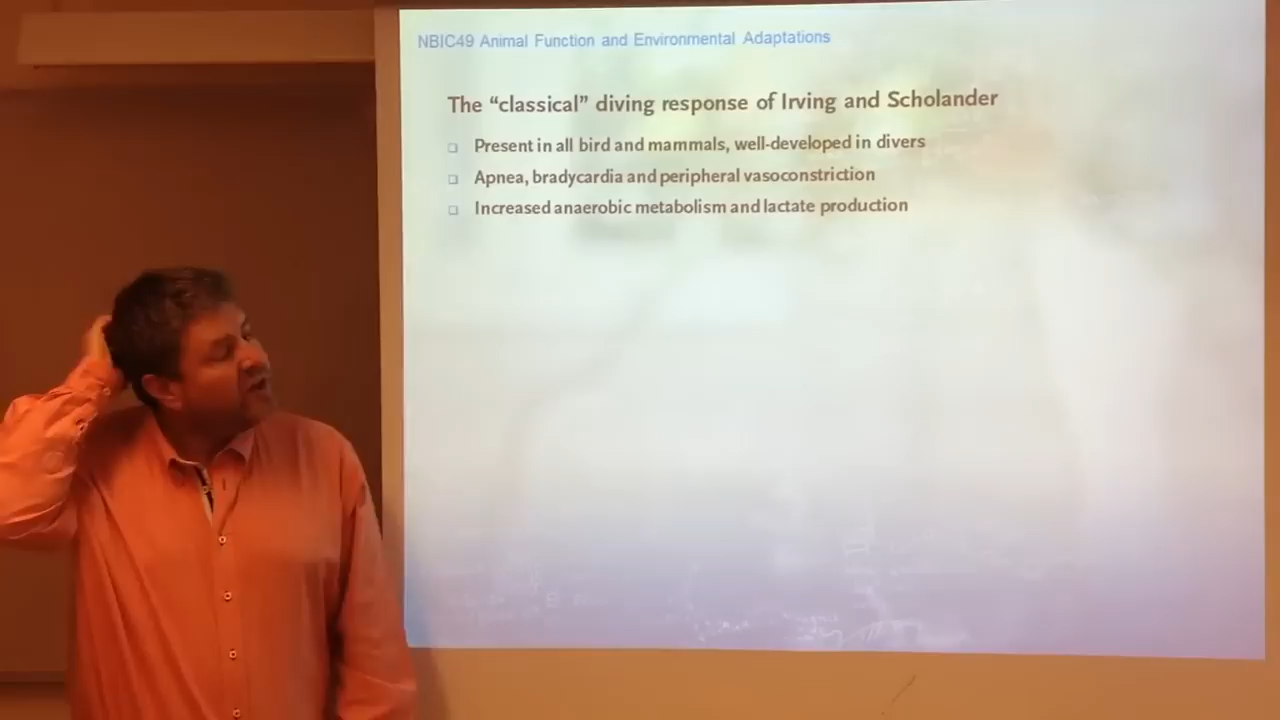 NBIC49 Animal Function and Environmental Adaptations
The “classical” diving response of Irving and Scholander
Present in all bird and mammals, well-developed in divers
Apnea, bradycardia and peripheral vasoconstriction
Increased anaerobic metabolism and lactate production